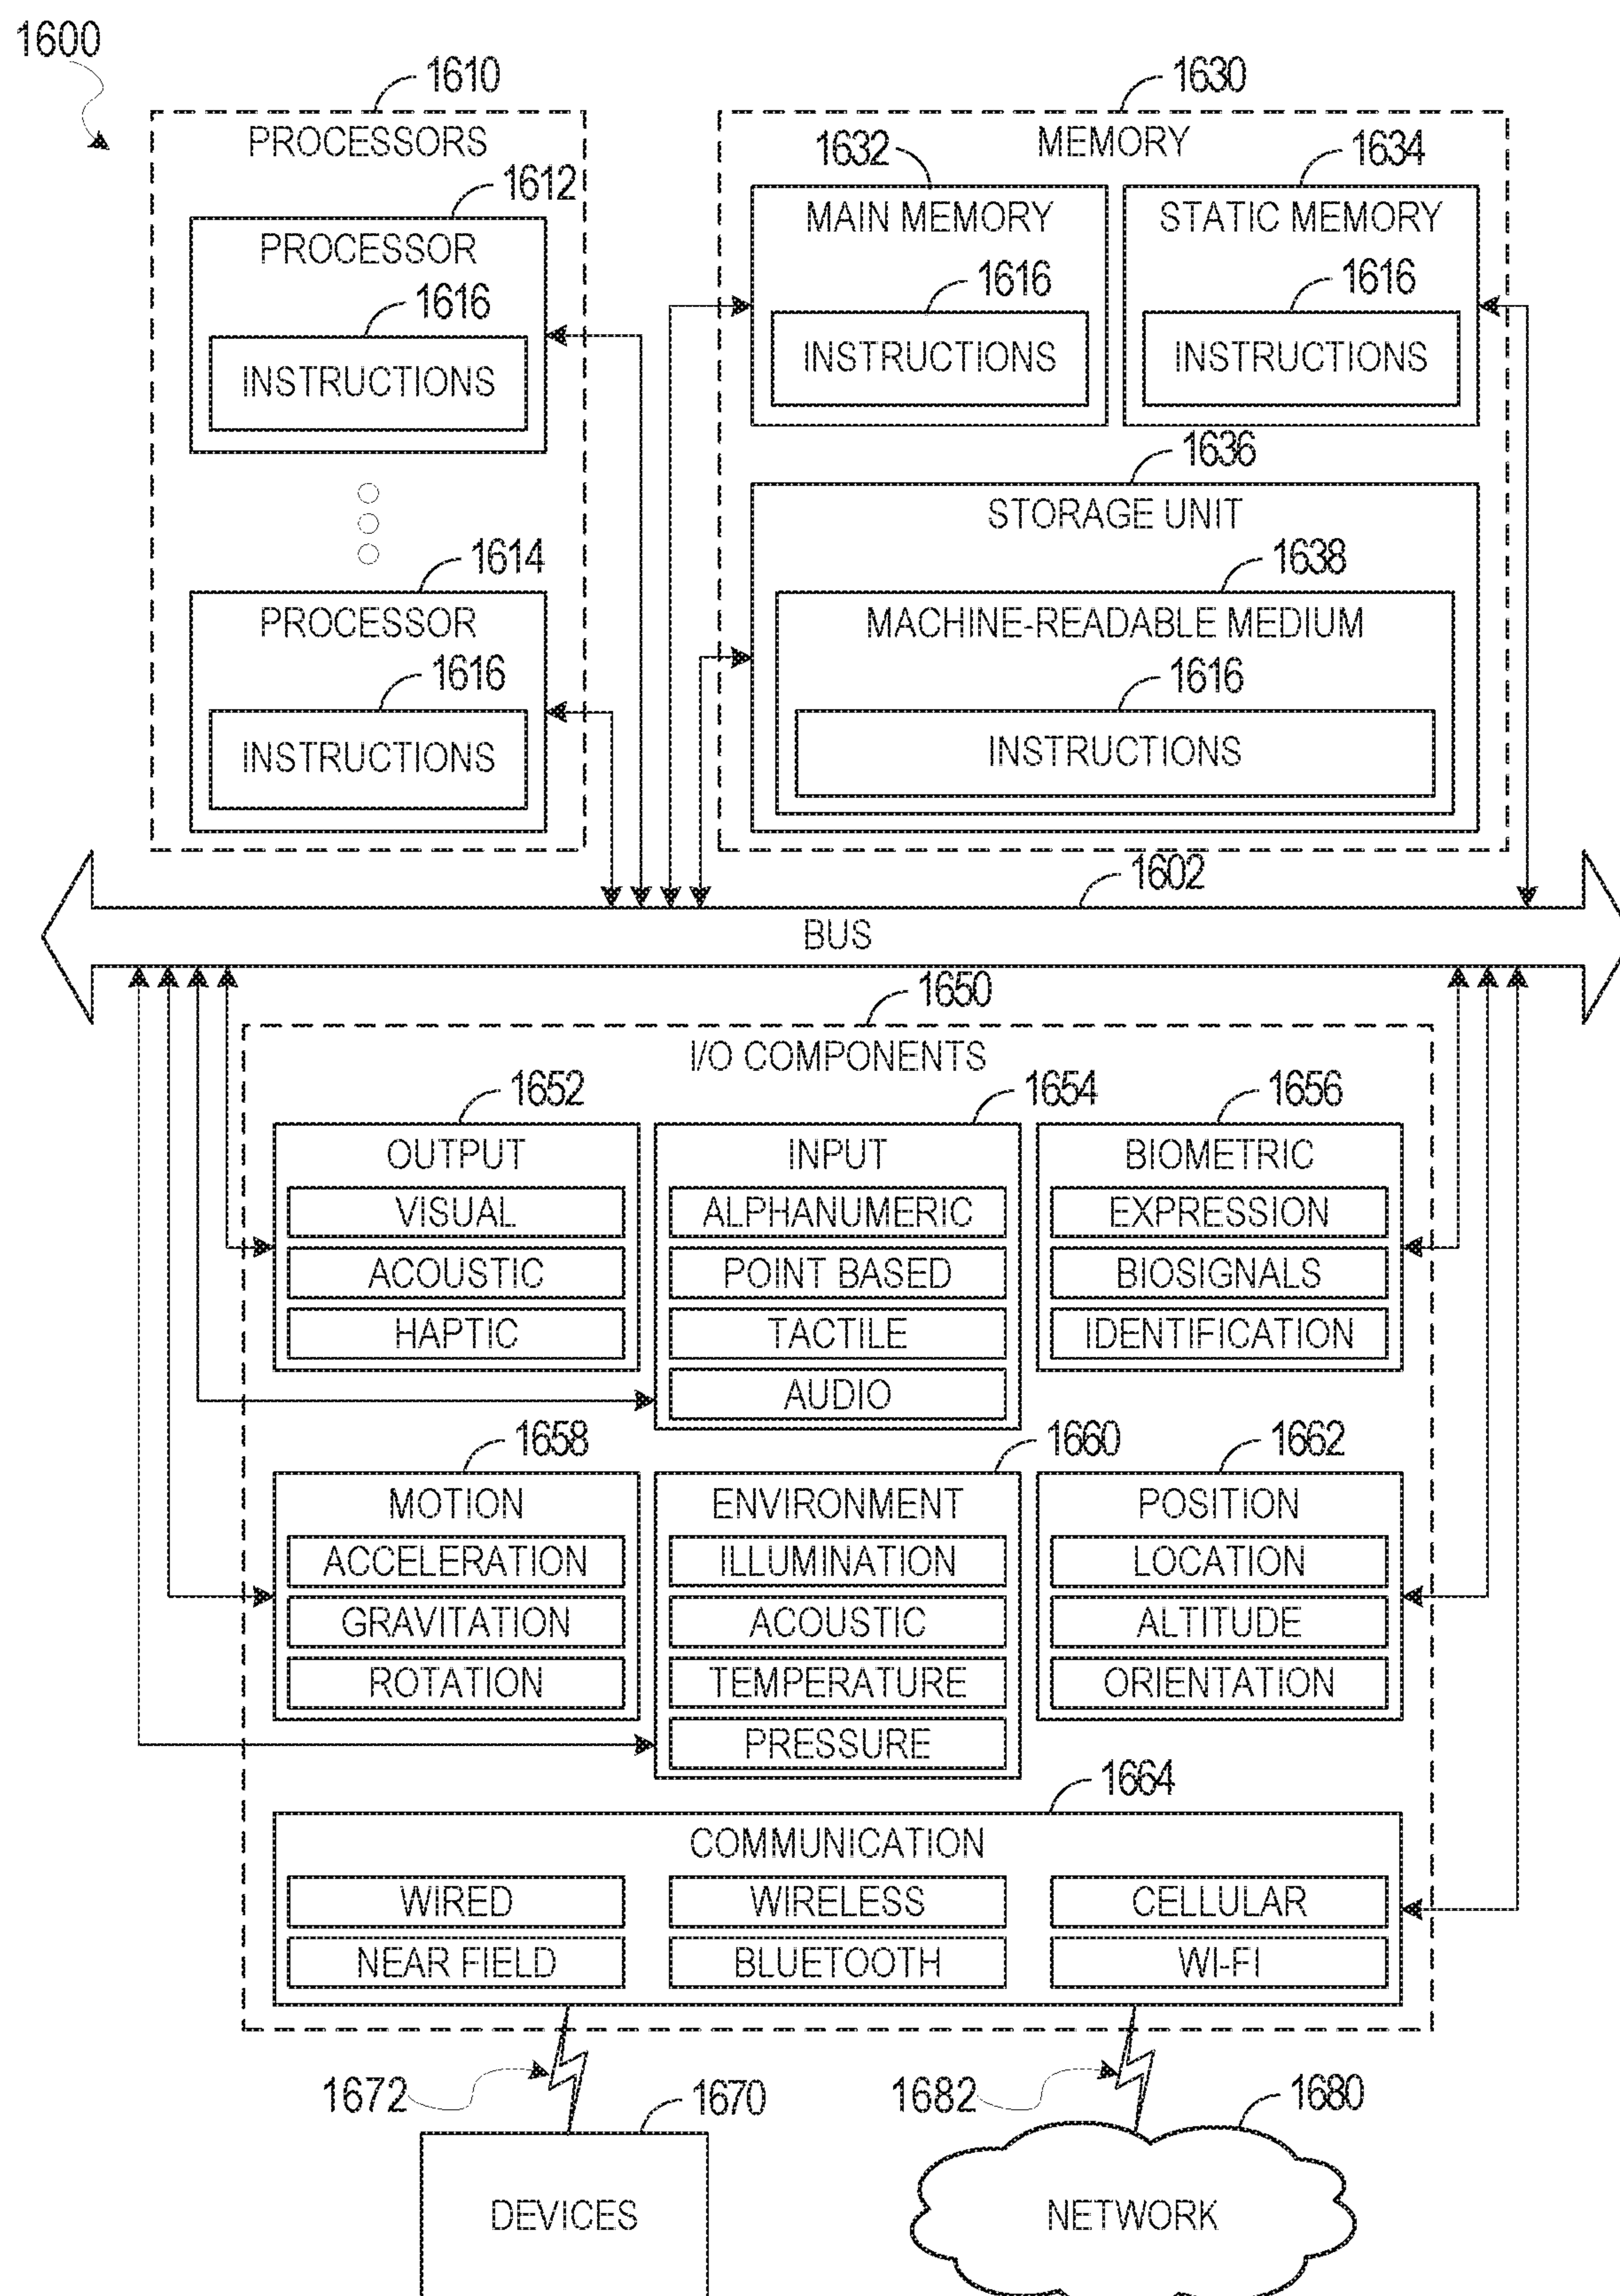 1600
1610
1630
PROCESSORS
MEMORY
1632
1634
1612
MAIN MEMORY
STATIC MEMORY
PROCESSOR
1616
1616
1616
INSTRUCTIONS
INSTRUCTIONS
INSTRUCTIONS
1636
STORAGE UNIT
1614
1638
PROCESSOR
MACHINE-READABLE MEDIUM
1616
1616
INSTRUCTIONS
INSTRUCTIONS
1602
BUS
1650
I/O COMPONENTS
1652
1654
1656
OUTPUT
INPUT
BIOMETRIC
VISUAL
ALPHANUMERIC
EXPRESSION
ACOUSTIC
POINT BASED
BIOSIGNALS
HAPTIC
TACTILE
IDENTIFICATION
AUDIO
1658
1660
1662
MOTION
ENVIRONMENT
POSITION
ACCELERATION
ILLUMINATION
LOCATION
GRAVITATION
ACOUSTIC
ALTITUDE
ROTATION
TEMPERATURE
ORIENTATION
PRESSURE
1664
COMMUNICATION
WIRED
WIRELESS
CELLULAR
NEAR FIELD
BLUETOOTH
WI-FI
1672
1670
1682
1680
DEVICES
NETWORK